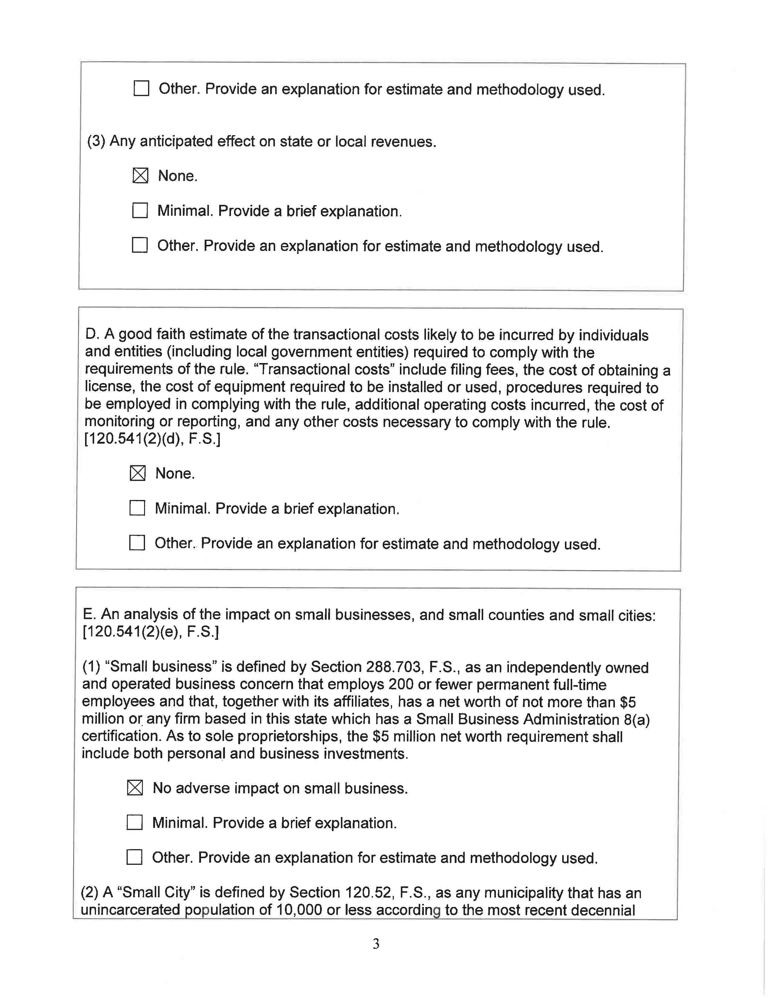 ☐ Other. Provide an explanation for estimate and methodology used.
(3) Any anticipated effect on state or local revenues.
☒ None.
☐ Minimal. Provide a brief explanation.
☐ Other. Provide an explanation for estimate and methodology used.
D. A good faith estimate of the transactional costs likely to be incurred by individuals
and entities (including local government entities) required to comply with the
requirements of the rule. “Transactional costs” include filing fees, the cost of obtaining a
license, the cost of equipment required to be installed or used, procedures required to
be employed in complying with the rule, additional operating costs incurred, the cost of
monitoring or reporting, and any other costs necessary to comply with the rule.
[120.541(2)(d), F.S.]
☒ None.
☐ Minimal. Provide a brief explanation.
☐ Other. Provide an explanation for estimate and methodology used.
E. An analysis of the impact on small businesses, and small counties and small cities:
[120.541(2)(e), F.S.]
(1) “Small business” is defined by Section 288.703, F.S., as an independently owned
and operated business concern that employs 200 or fewer permanent full-time
employees and that, together with its affiliates, has a net worth of not more than $5
million or any firm based in this state which has a Small Business Administration 8(a)
certification. As to sole proprietorships, the $5 million net worth requirement shall
include both personal and business investments.
☒ No adverse impact on small business.
☐ Minimal. Provide a brief explanation.
☐ Other. Provide an explanation for estimate and methodology used.
(2) A “Small City” is defined by Section 120.52, F.S., as any municipality that has an
unincarcerated population of 10,000 or less according to the most recent decennial
3